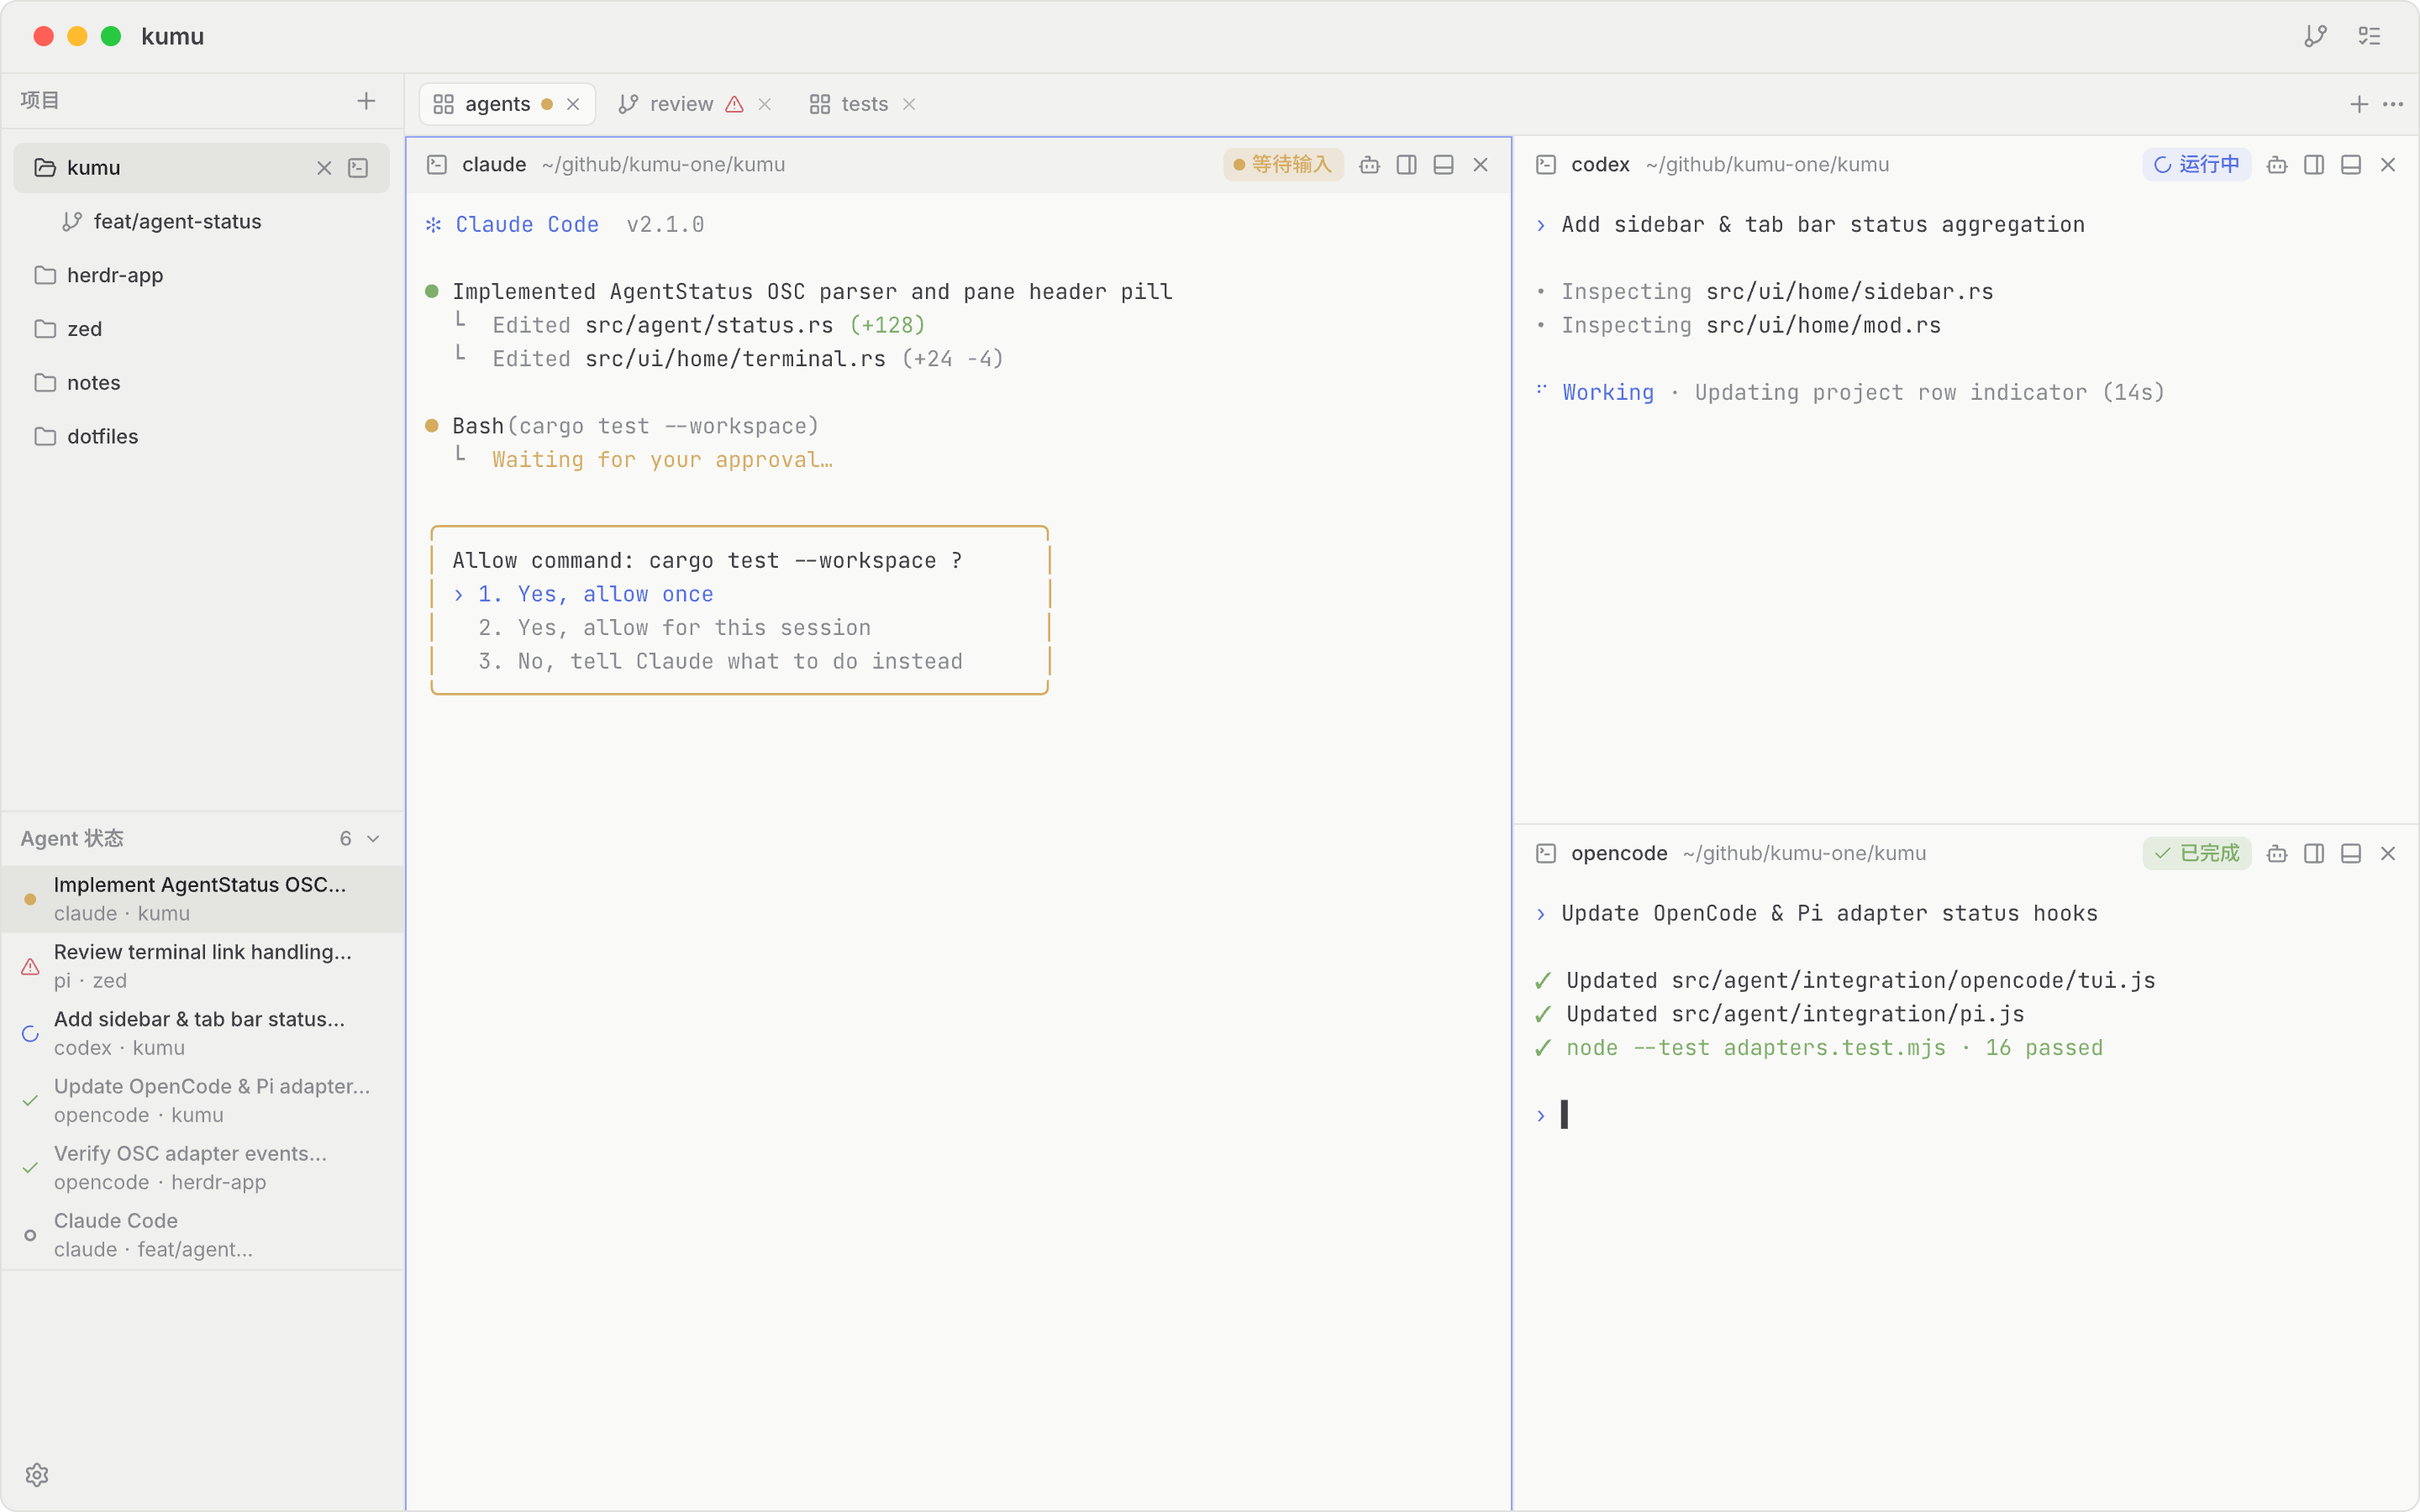 kumu
项目
kumu
feat/agent-status
herdr-app
zed
notes
dotfiles
Agent 状态 6
Implement AgentStatus OSC...
claude · kumu
Review terminal link handling...
pi · zed
Add sidebar & tab bar status...
codex · kumu
Update OpenCode & Pi adapter...
opencode · kumu
Verify OSC adapter events...
opencode · herdr-app
Claude Code
claude · feat/agent...
agents review tests
claude ~/github/kumu-one/kumu 等待输入
✻ Claude Code v2.1.0
● Implemented AgentStatus OSC parser and pane header pill
└ Edited src/agent/status.rs (+128)
└ Edited src/ui/home/terminal.rs (+24 -4)
● Bash(cargo test --workspace)
└ Waiting for your approval…
Allow command: cargo test --workspace ?
› 1. Yes, allow once
2. Yes, allow for this session
3. No, tell Claude what to do instead
codex ~/github/kumu-one/kumu 运行中
› Add sidebar & tab bar status aggregation
• Inspecting src/ui/home/sidebar.rs
• Inspecting src/ui/home/mod.rs
Working · Updating project row indicator (14s)
opencode ~/github/kumu-one/kumu 已完成
› Update OpenCode & Pi adapter status hooks
✓ Updated src/agent/integration/opencode/tui.js
✓ Updated src/agent/integration/pi.js
✓ node --test adapters.test.mjs · 16 passed
›